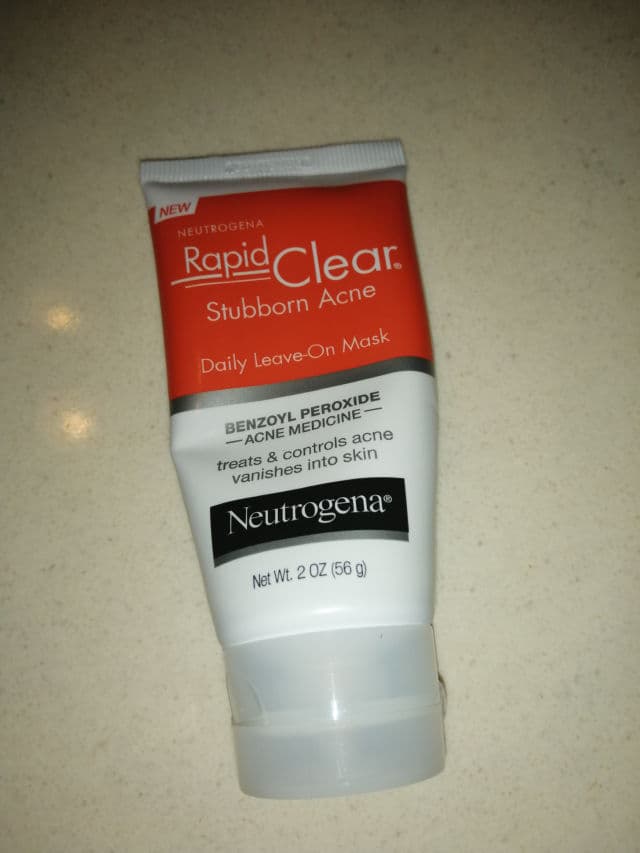 NEW
NEUTROGENA
Rapid Clear®
Stubborn Acne
Daily Leave-On Mask
BENZOYL PEROXIDE
—ACNE MEDICINE—
treats & controls acne
vanishes into skin
Neutrogena®
Net Wt. 2 OZ (56 g)